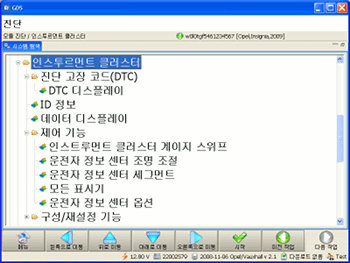 GDS
진단
모듈 진단 / 인스투르먼트 클러스터
w0l0tgf5461234567 [Opel,Insignia,2009]
시스템 탐색
인스투르먼트 클러스터
진단 고장 코드(DTC)
DTC 디스플레이
ID 정보
데이터 디스플레이
제어 기능
인스트루먼트 클러스터 게이지 스위프
운전자 정보 센터 조명 조절
운전자 정보 센터 세그먼트
모든 표시기
운전자 정보 센터 옵션
구성/재설정 기능
메뉴 왼쪽으로 이동 위로 이동 아래로 이동 오른쪽으로 이동 시작 이전 작업 다음 작업
12.80 V 22802579 2008-11-06 Opel/Vauxhall v 2.1 다운로드 없음 Test